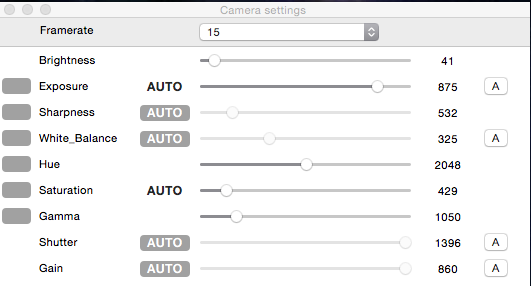 Camera settings
Framerate 15
Brightness 41
Exposure AUTO 875 A
Sharpness AUTO 532
White_Balance AUTO 325 A
Hue 2048
Saturation AUTO 429
Gamma 1050
Shutter AUTO 1396 A
Gain AUTO 860 A